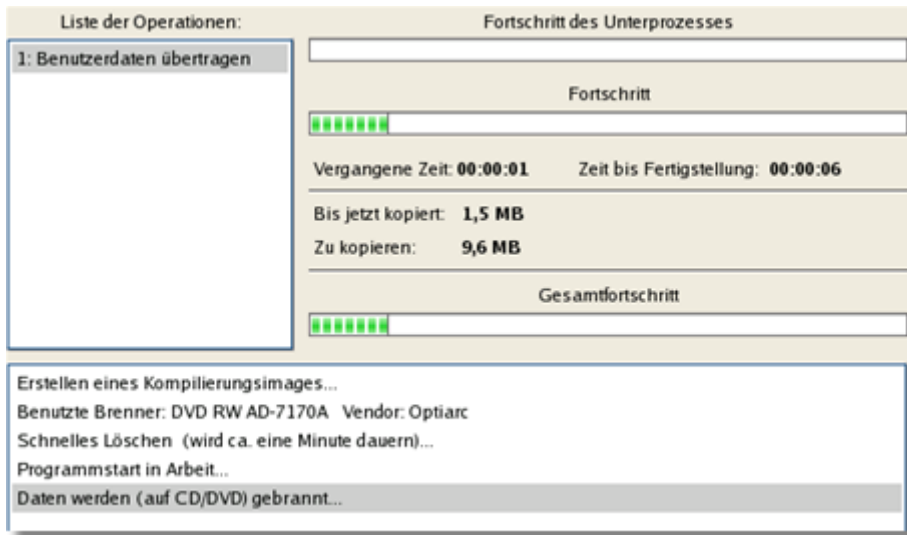 Liste der Operationen:
1: Benutzerdaten übertragen
Fortschritt des Unterprozesses
Fortschritt
Vergangene Zeit: 00:00:01 Zeit bis Fertigstellung: 00:00:06
Bis jetzt kopiert: 1,5 MB
Zu kopieren: 9,6 MB
Gesamtfortschritt
Erstellen eines Kompilierungsimages...
Benutzte Brenner: DVD RW AD-7170A Vendor: Optiarc
Schnelles Löschen (wird ca. eine Minute dauern)...
Programmstart in Arbeit...
Daten werden (auf CD/DVD) gebrannt...